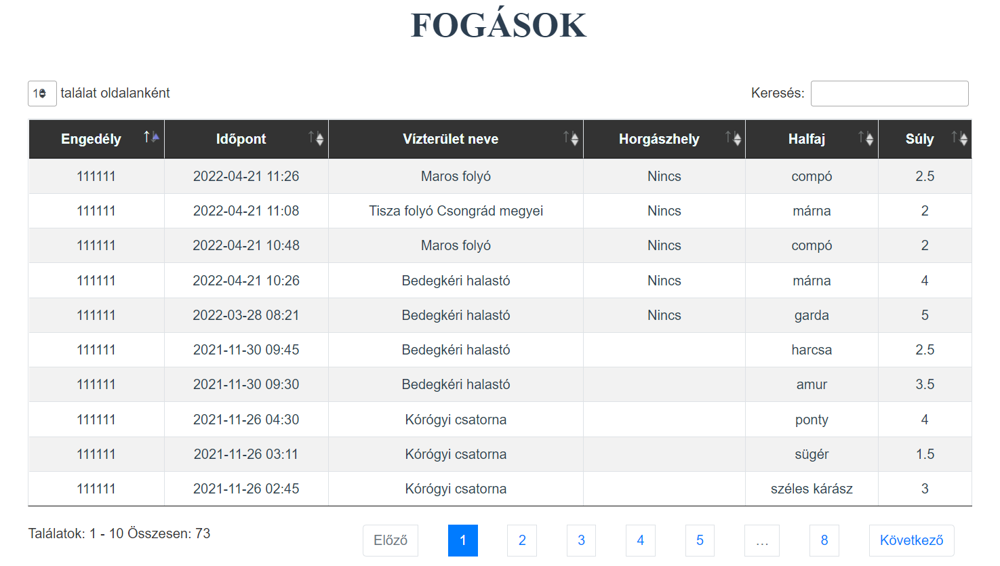 FOGÁSOK
10 találat oldalanként Keresés:
Engedély Időpont Vízterület neve Horgászhely Halfaj Súly
111111 2022-04-21 11:26 Maros folyó Nincs compó 2.5
111111 2022-04-21 11:08 Tisza folyó Csongrád megyei Nincs márna 2
111111 2022-04-21 10:48 Maros folyó Nincs compó 2
111111 2022-04-21 10:26 Bedegkéri halastó Nincs márna 4
111111 2022-03-28 08:21 Bedegkéri halastó Nincs garda 5
111111 2021-11-30 09:45 Bedegkéri halastó harcsa 2.5
111111 2021-11-30 09:30 Bedegkéri halastó amur 3.5
111111 2021-11-26 04:30 Kórógyi csatorna ponty 4
111111 2021-11-26 03:11 Kórógyi csatorna sügér 1.5
111111 2021-11-26 02:45 Kórógyi csatorna széles kárász 3
Találatok: 1 - 10 Összesen: 73 Előző 1 2 3 4 5 … 8 Következő